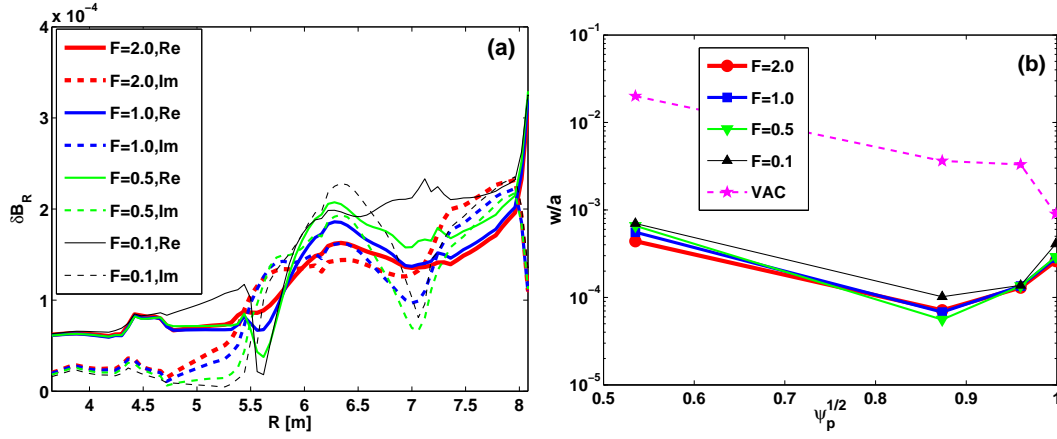 x 10⁻⁴
(a)
F=2.0,Re
F=2.0,Im
F=1.0,Re
F=1.0,Im
F=0.5,Re
F=0.5,Im
F=0.1,Re
F=0.1,Im
δB_R
4
3
2
1
0
4 4.5 5 5.5 6 6.5 7 7.5 8
R [m]
w/a
(b)
F=2.0
F=1.0
F=0.5
F=0.1
VAC
w/a
10⁰
10⁻¹
10⁻²
10⁻³
10⁻⁴
10⁻⁵
0.5 0.6 0.7 0.8 0.9 1
ψ_p^{1/2}